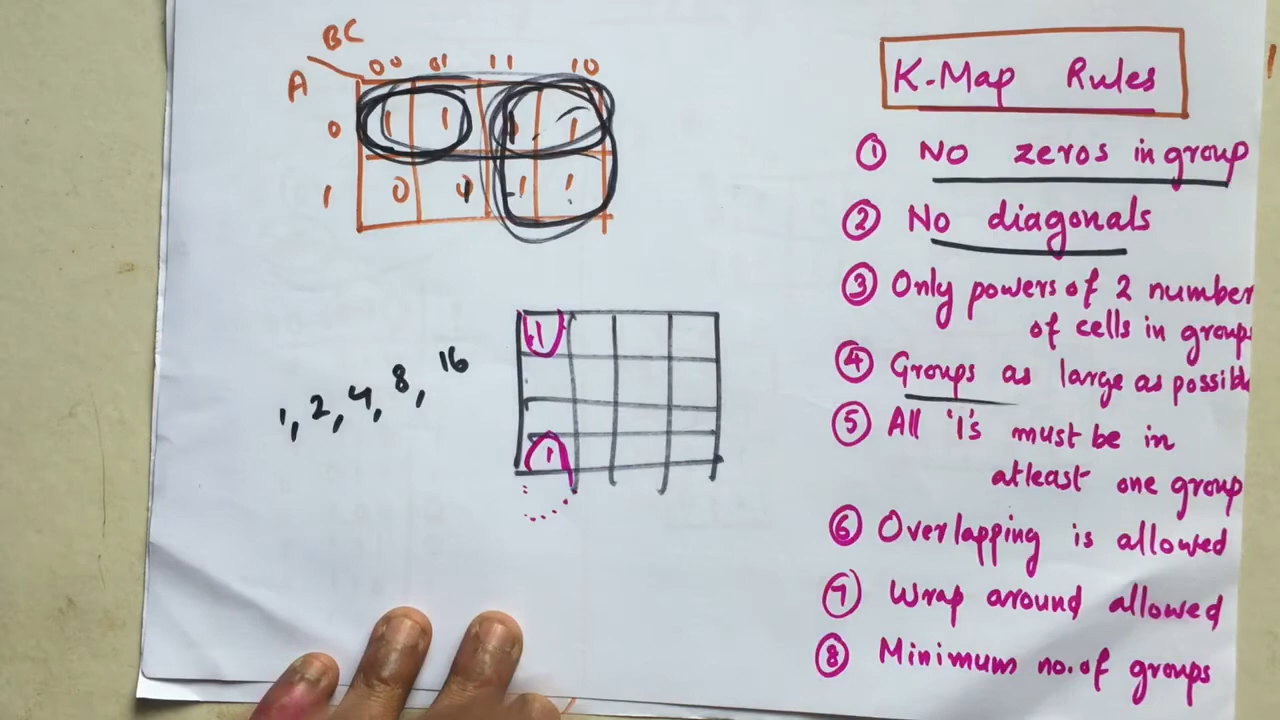 BC
A
00 01 11 10
0 1 1 1 1
1 0 1 1
1, 2, 4, 8, 16
1
1
K-Map Rules
① No zeros in group
② No diagonals
③ Only powers of 2 number
of cells in groups
④ Groups as large as possible
⑤ All '1's must be in
atleast one group
⑥ Overlapping is allowed
⑦ Wrap around allowed
⑧ Minimum no. of groups